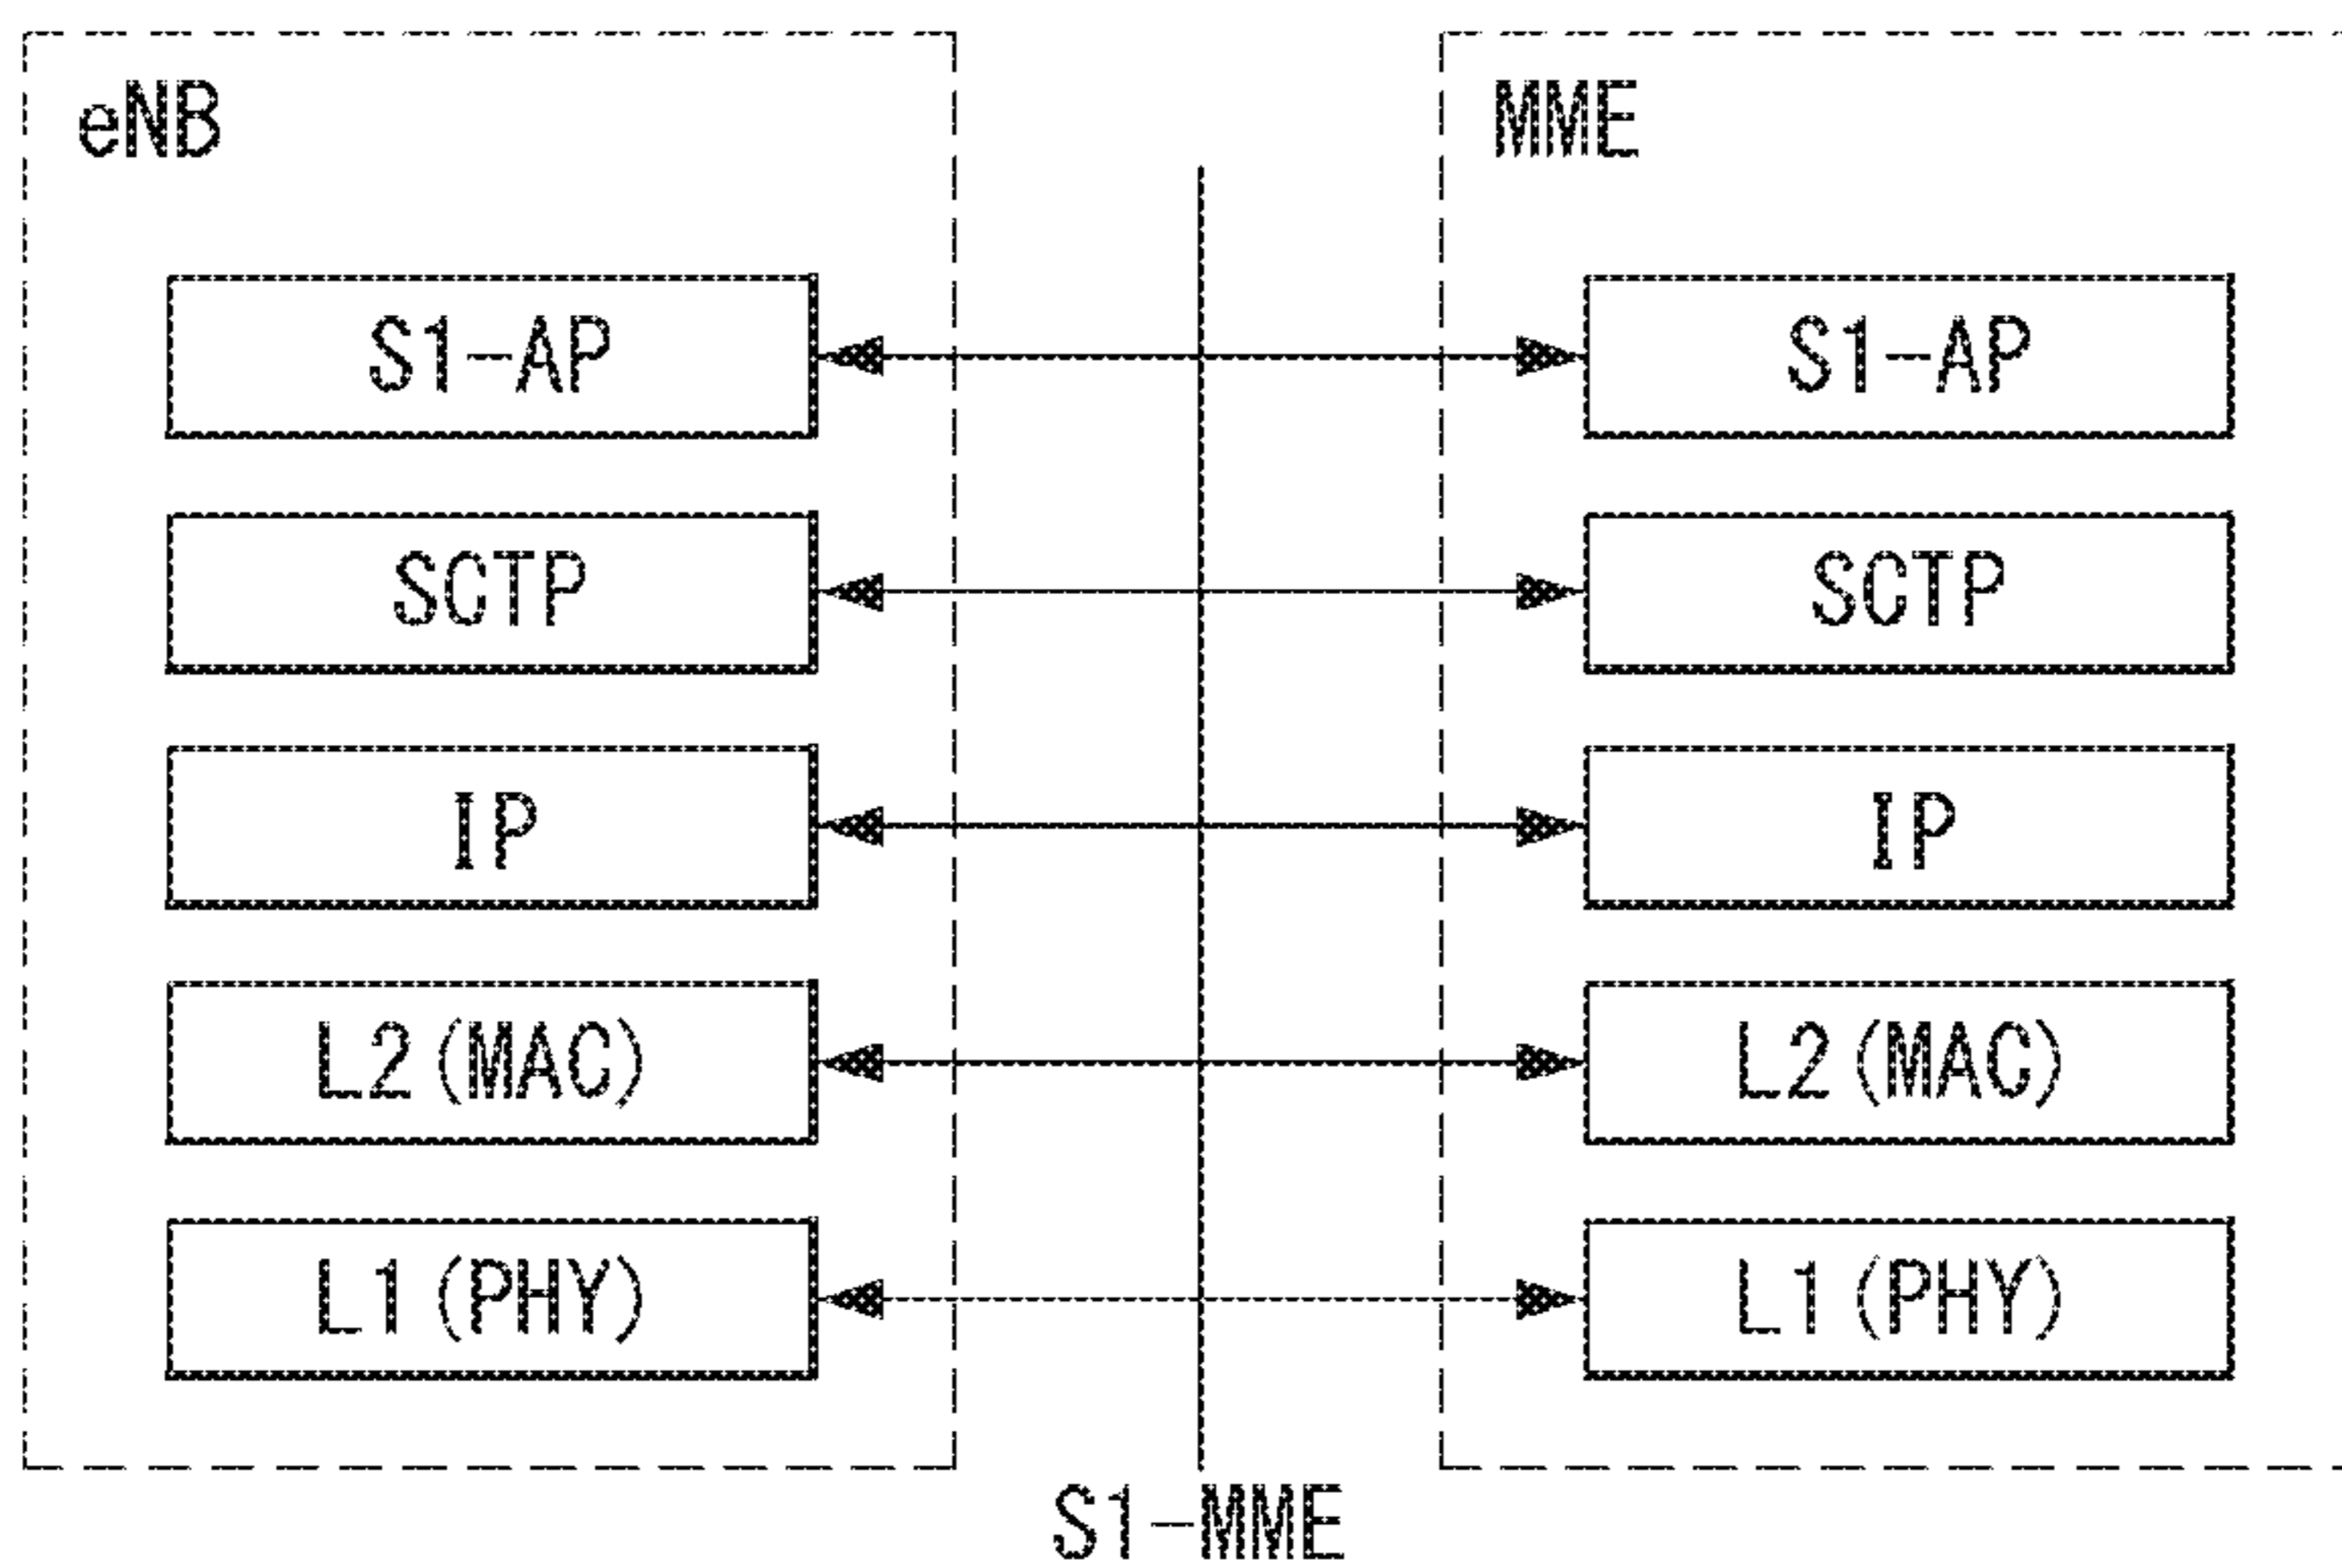 eNB
MME
S1-AP
S1-AP
SCTP
SCTP
IP
IP
L2(MAC)
L2(MAC)
L1(PHY)
L1(PHY)
S1-MME